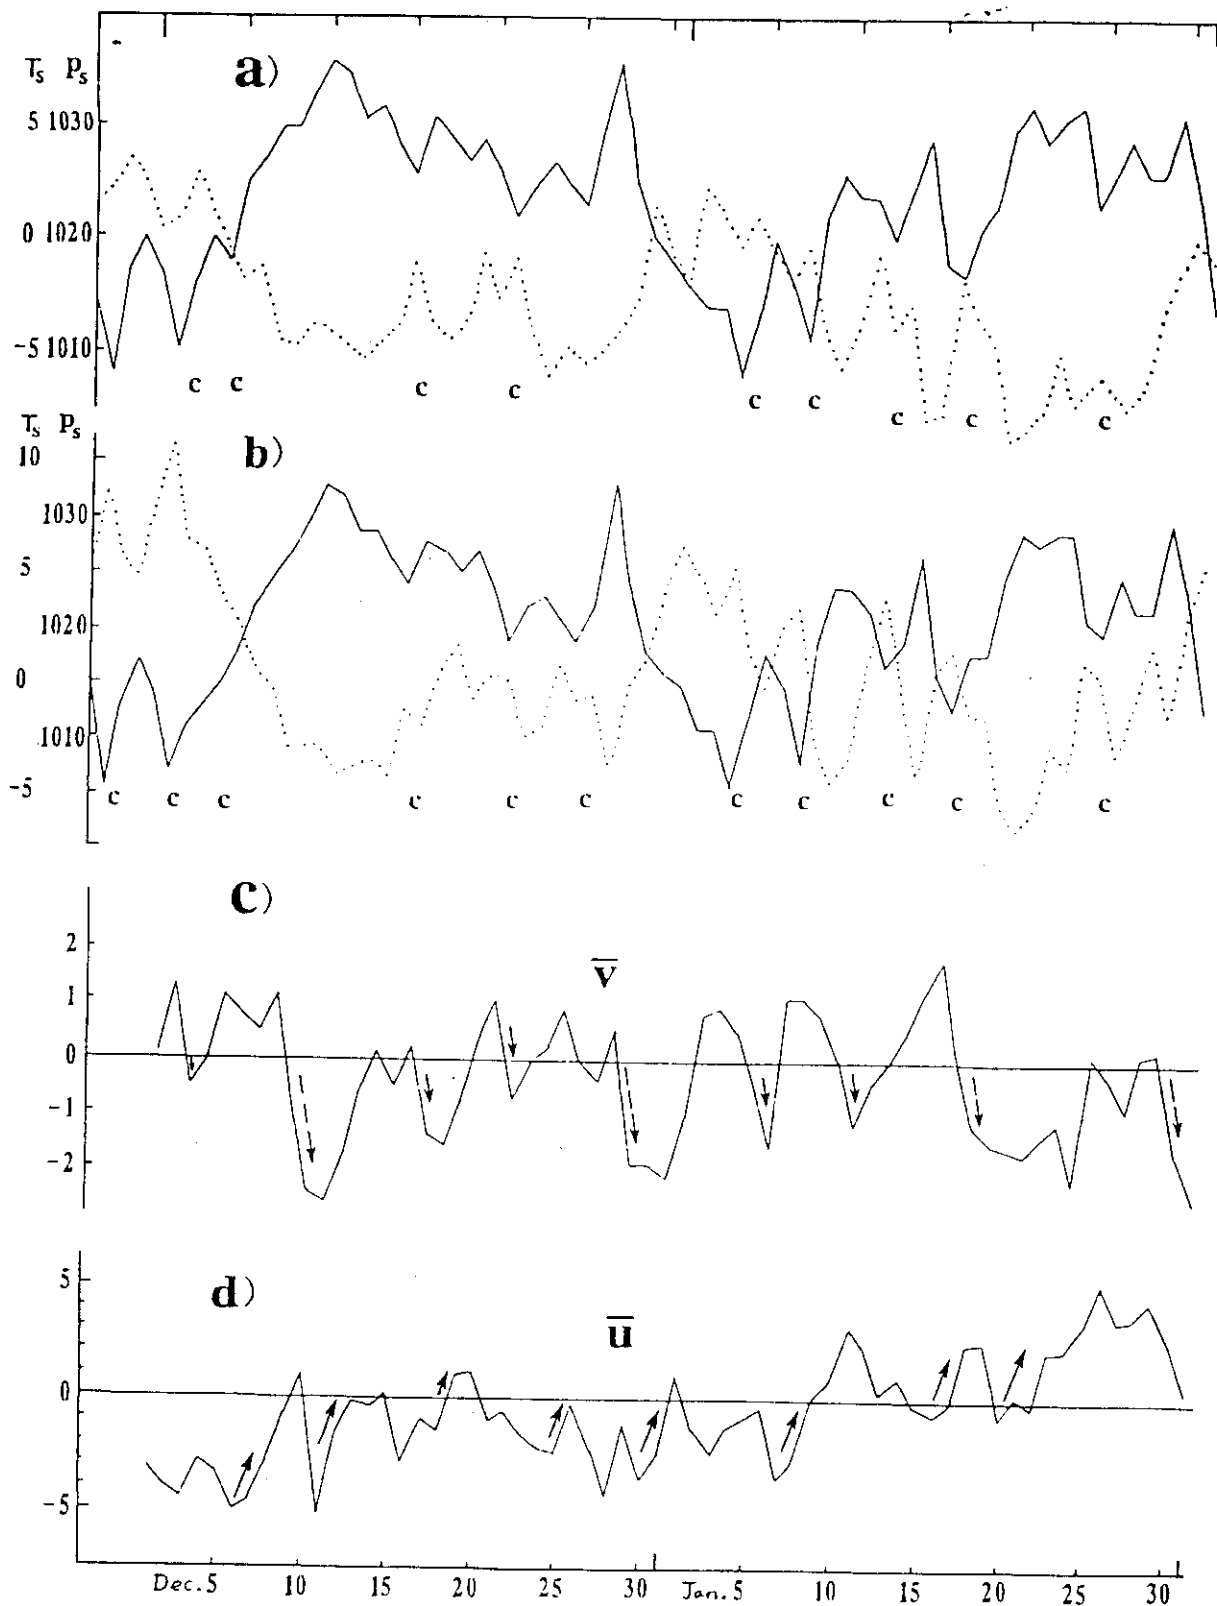 Ts Ps
a)
5 1030
0 1020
-5 1010
c c c c c c c c c
Ts Ps
b)
10
1030
5
1020
0
1010
-5
c c c c c c c c c c c
c)
v̅
2
1
0
-1
-2
d)
u̅
5
0
-5
Dec.5 10 15 20 25 30 Jan.5 10 15 20 25 30